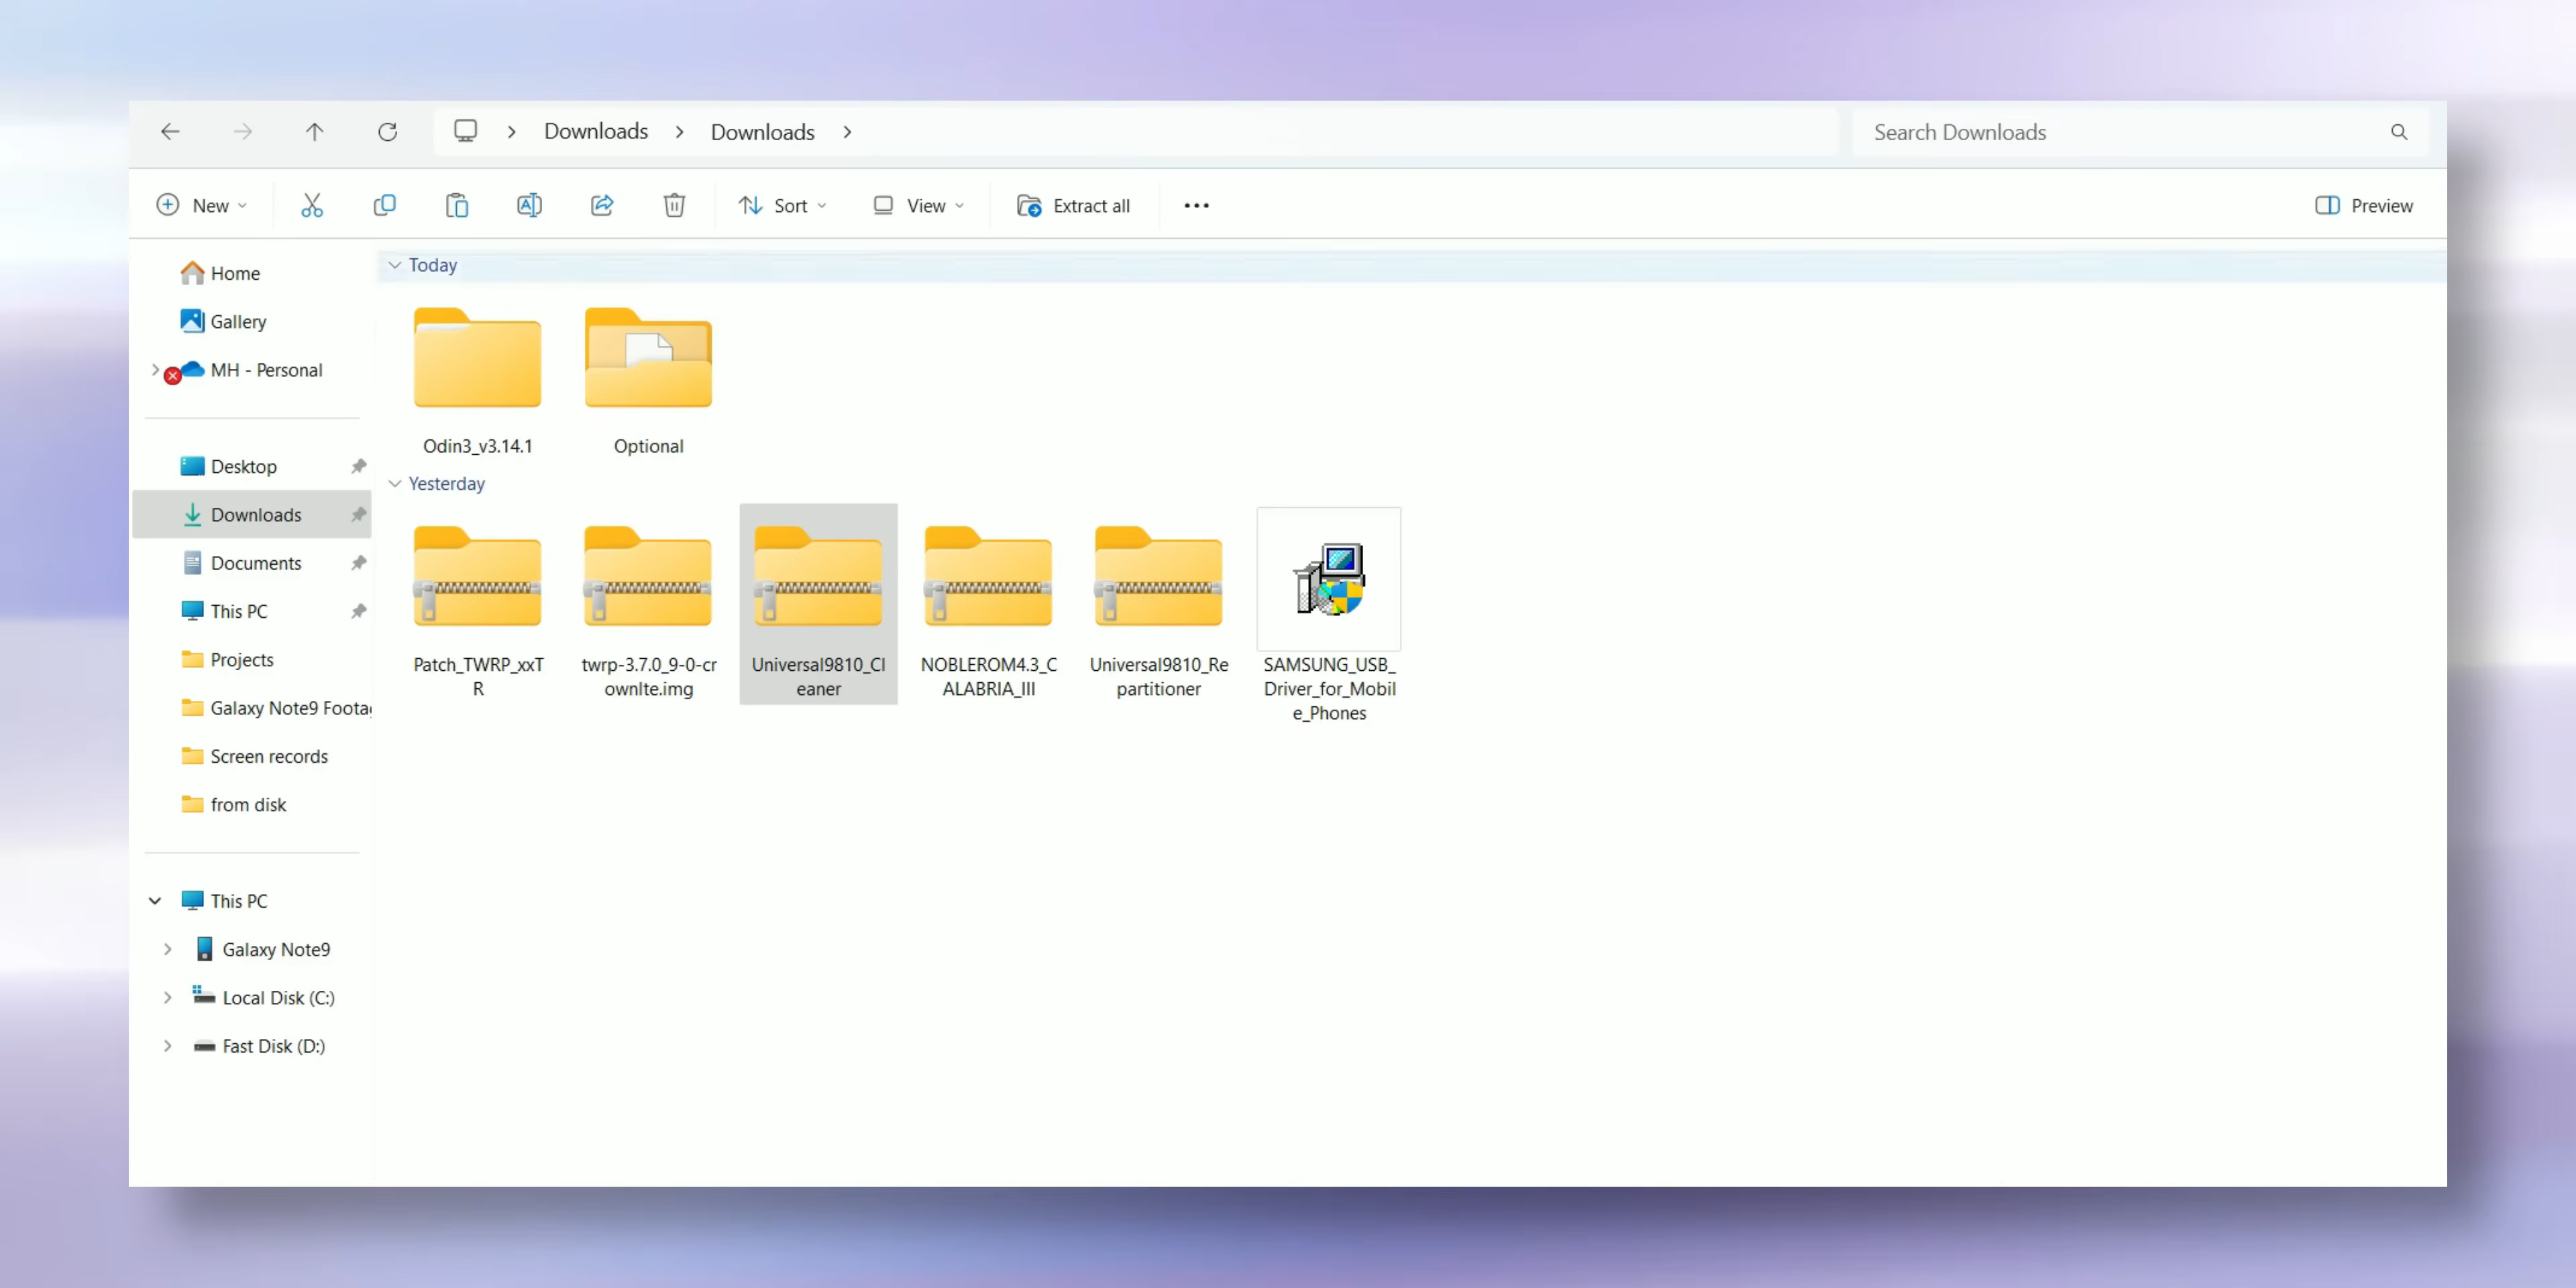 Downloads
Downloads
Search Downloads
New
Sort
View
Extract all
Preview
Home
Gallery
MH - Personal
Desktop
Downloads
Documents
This PC
Projects
Galaxy Note9 Foota
Screen records
from disk
This PC
Galaxy Note9
Local Disk (C:)
Fast Disk (D:)
Today
Odin3_v3.14.1
Optional
Yesterday
Patch_TWRP_xxT
R
twrp-3.7.0_9-0-cr
ownlte.img
Universal9810_Cl
eaner
NOBLEROM4.3_C
ALABRIA_III
Universal9810_Re
partitioner
SAMSUNG_USB_
Driver_for_Mobil
e_Phones